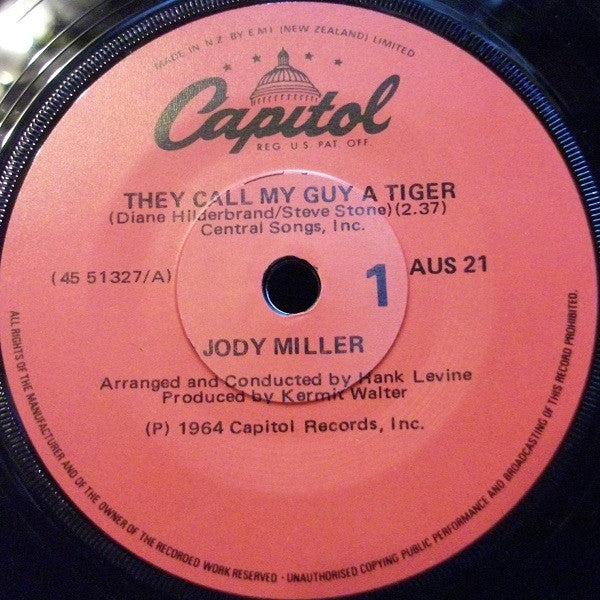 MADE IN N.Z. BY E M I (NEW ZEALAND) LIMITED
Capitol
REG. U.S. PAT. OFF.
THEY CALL MY GUY A TIGER
(Diane Hilderbrand/Steve Stone)(2.37)
Central Songs, Inc.
(45 51327/A)
1
AUS 21
JODY MILLER
Arranged and Conducted by Hank Levine
Produced by Kermit Walter
(P) 1964 Capitol Records, Inc.
ALL RIGHTS OF THE MANUFACTURER AND OF THE OWNER OF THE RECORDED WORK RESERVED · UNAUTHORISED COPYING PUBLIC PERFORMANCE AND BROADCASTING OF THIS RECORD PROHIBITED.